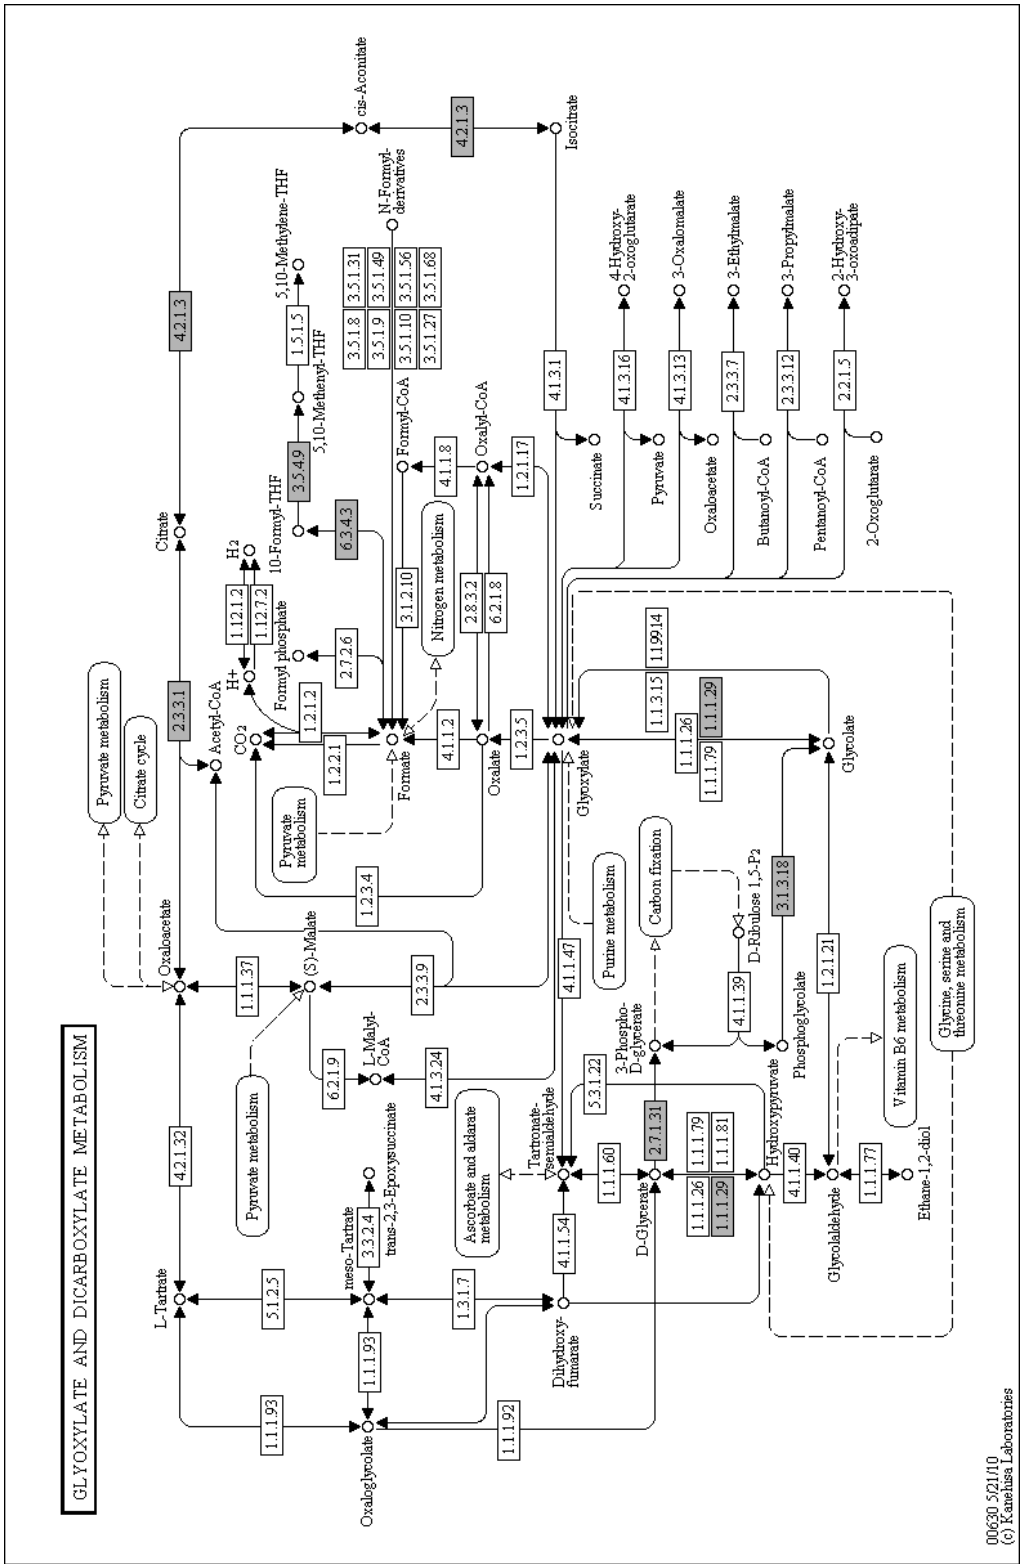 GLYOXYLATE AND DICARBOXYLATE METABOLISM
Pyruvate metabolism
Citrate cycle
L-Tartrate
4.2.1.32
Oxaloacetate
2.3.3.1
Citrate
4.2.1.3
cis-Aconitate
4.2.1.3
Isocitrate
1.1.1.93
5.1.2.5
Pyruvate metabolism
1.1.1.37
(S)-Malate
Acetyl-CoA
H+
1.12.1.2
1.12.7.2
H2
CO2
1.2.1.2
1.2.2.1
Formyl phosphate
2.7.2.6
10-Formyl-THF
6.3.4.3
3.5.4.9
5,10-Methenyl-THF
1.5.1.5
5,10-Methylene-THF
Oxaloglycolate
1.1.1.93
meso-Tartrate
3.3.2.4
trans-2,3-Epoxysuccinate
6.2.1.9
L-Malyl-
CoA
2.3.3.9
4.1.3.24
1.2.3.4
Pyruvate
metabolism
Formate
3.1.2.10
Formyl-CoA
3.5.1.8
3.5.1.31
3.5.1.9
3.5.1.49
3.5.1.10
3.5.1.56
3.5.1.27
3.5.1.68
N-Formyl-
derivatives
Nitrogen metabolism
4.1.1.2
4.1.1.8
Oxalate
2.8.3.2
6.2.1.8
Oxalyl-CoA
1.3.1.7
Ascorbate and aldarate
metabolism
1.2.3.5
1.2.1.17
1.1.1.92
Dihydroxy-
fumarate
4.1.1.54
Tartronate-
semialdehyde
4.1.1.47
Glyoxylate
4.1.3.1
Succinate
5.3.1.22
Purine metabolism
1.1.1.60
4.1.3.16
4-Hydroxy-
2-oxoglutarate
Pyruvate
D-Glycerate
2.7.1.31
3-Phospho-
D-glycerate
Carbon fixation
1.1.3.15
1.1.99.14
4.1.3.13
3-Oxalomalate
Oxaloacetate
1.1.1.26
1.1.1.79
1.1.1.29
1.1.1.81
4.1.1.39
D-Ribulose 1,5-P2
1.1.1.26
1.1.1.29
1.1.1.79
2.3.3.7
3-Ethylmalate
Butanoyl-CoA
Hydroxypyruvate
4.1.1.40
Phosphoglycolate
3.1.3.18
2.3.3.12
3-Propylmalate
Pentanoyl-CoA
Glycolaldehyde
1.2.1.21
Glycolate
2.2.1.5
2-Hydroxy-
3-oxoadipate
2-Oxoglutarate
1.1.1.77
Ethane-1,2-diol
Vitamin B6 metabolism
Glycine, serine and
threonine metabolism
00630 5/21/10
(c) Kanehisa Laboratories